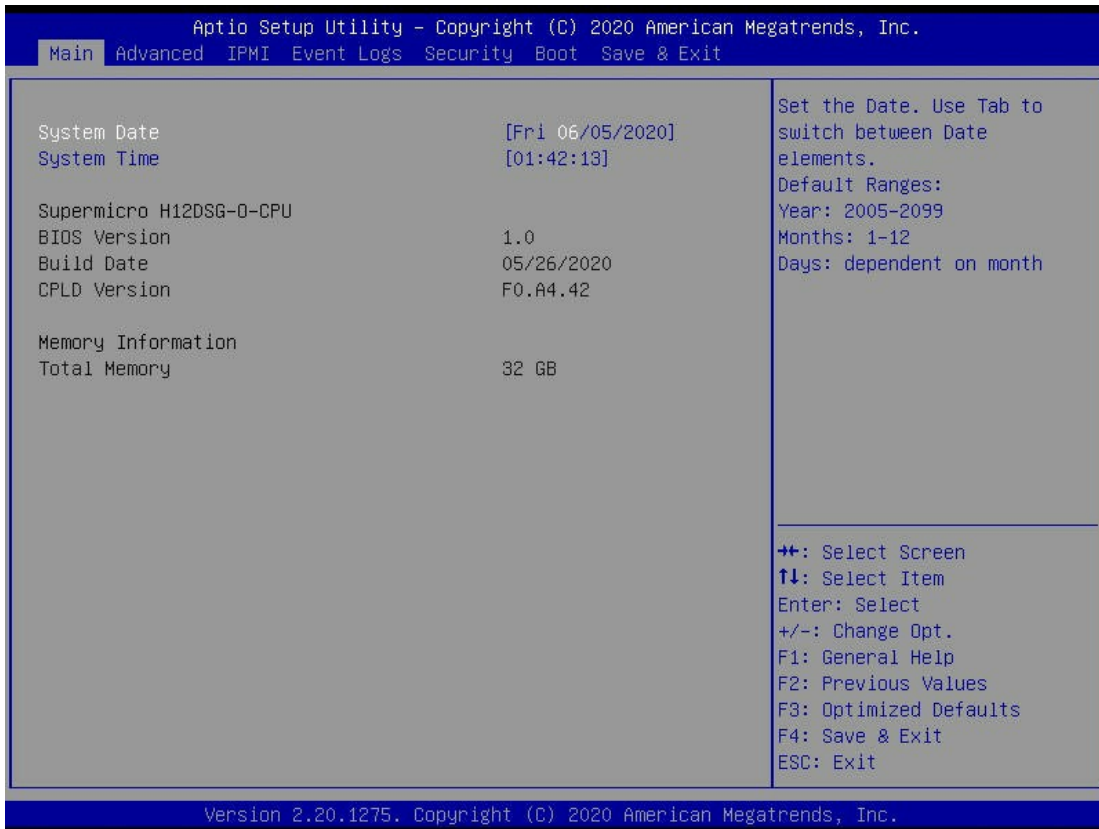 Aptio Setup Utility – Copyright (C) 2020 American Megatrends, Inc.
Main Advanced IPMI Event Logs Security Boot Save & Exit
System Date [Fri 06/05/2020]
System Time [01:42:13]
Supermicro H12DSG-O-CPU
BIOS Version 1.0
Build Date 05/26/2020
CPLD Version F0.A4.42
Memory Information
Total Memory 32 GB
Set the Date. Use Tab to
switch between Date
elements.
Default Ranges:
Year: 2005-2099
Months: 1-12
Days: dependent on month
→←: Select Screen
↑↓: Select Item
Enter: Select
+/-: Change Opt.
F1: General Help
F2: Previous Values
F3: Optimized Defaults
F4: Save & Exit
ESC: Exit
Version 2.20.1275. Copyright (C) 2020 American Megatrends, Inc.